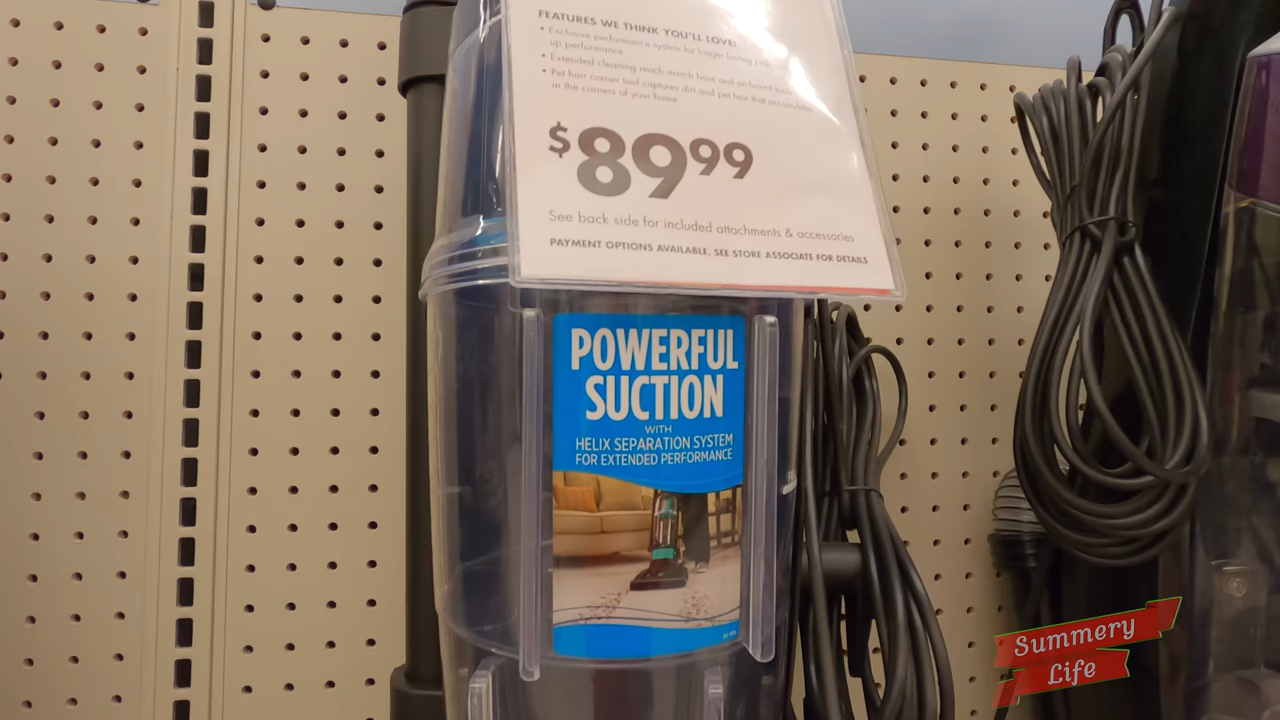 FEATURES WE THINK YOU'LL LOVE:
• Exclusive performance system for longer lasting pick
up performance
• Extended cleaning reach stretch hose and on-board tools
• Pet hair corner tool captures dirt and pet hair that accumulates
in the corners of your home
$89.99
See back side for included attachments & accessories
PAYMENT OPTIONS AVAILABLE, SEE STORE ASSOCIATE FOR DETAILS
POWERFUL
SUCTION
WITH
HELIX SEPARATION SYSTEM
FOR EXTENDED PERFORMANCE
Summery
Life